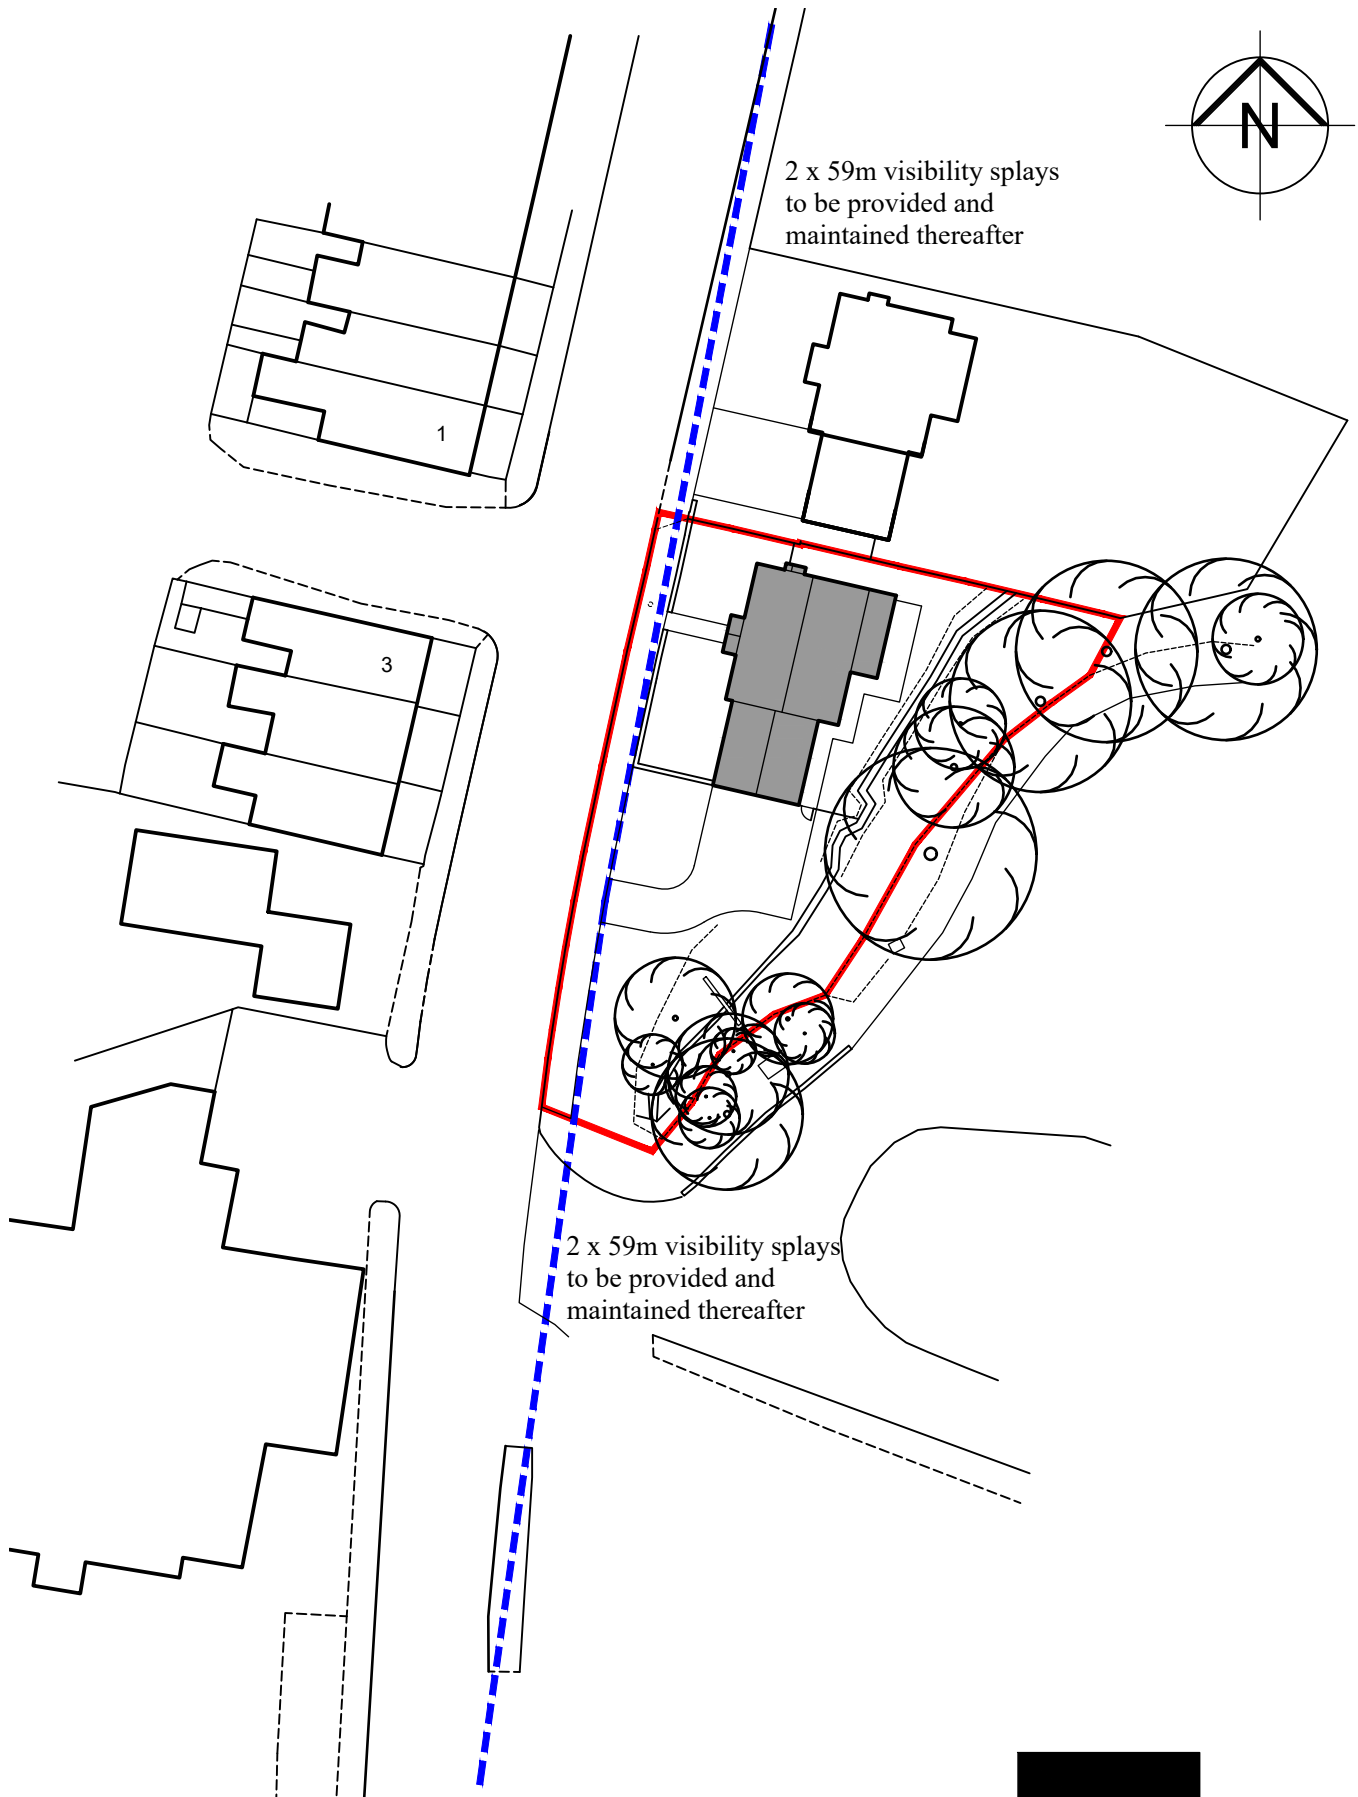 N
2 x 59m visibility splays
to be provided and
maintained thereafter
1
3
2 x 59m visibility splays
to be provided and
maintained thereafter